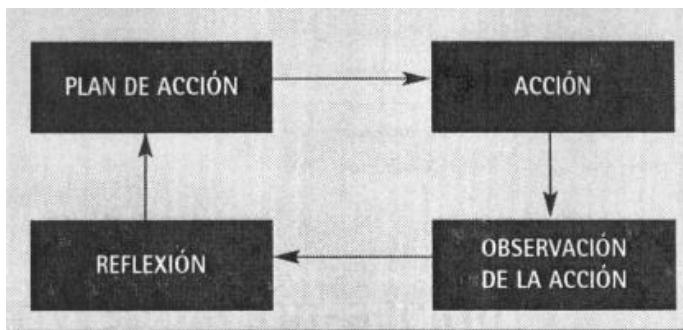 PLAN DE ACCIÓN
ACCIÓN
REFLEXIÓN
OBSERVACIÓN
DE LA ACCIÓN